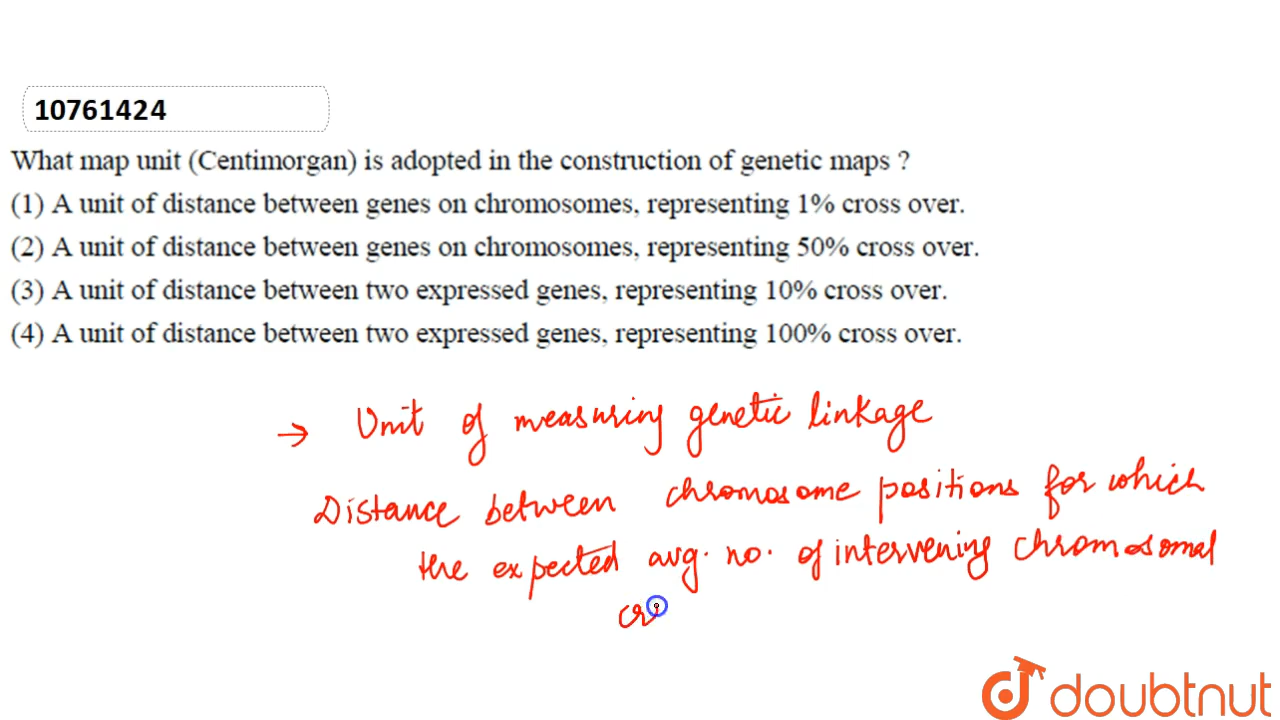 10761424
What map unit (Centimorgan) is adopted in the construction of genetic maps ?
(1) A unit of distance between genes on chromosomes, representing 1% cross over.
(2) A unit of distance between genes on chromosomes, representing 50% cross over.
(3) A unit of distance between two expressed genes, representing 10% cross over.
(4) A unit of distance between two expressed genes, representing 100% cross over.
→ Unit of measuring genetic linkage
Distance between chromosome positions for which
the expected avg. no. of intervening chromosomal
cr
doubtnut